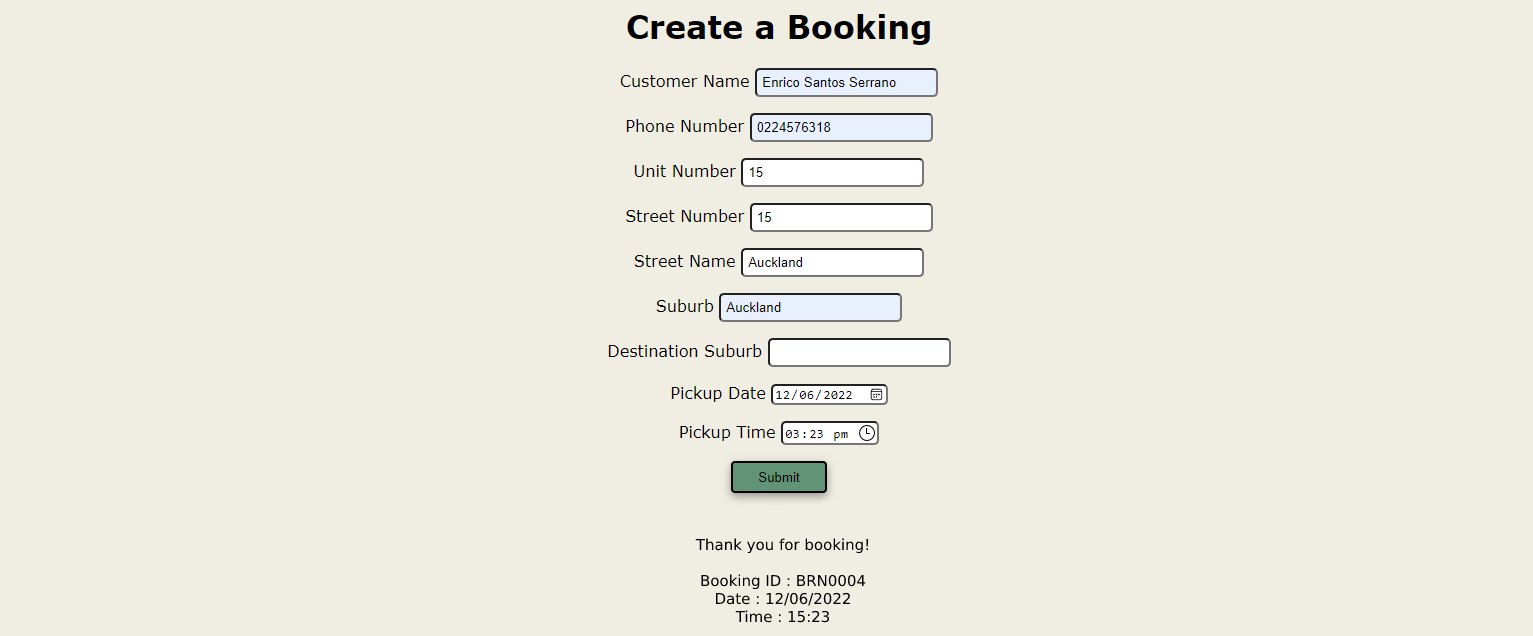 Create a Booking
Customer Name Enrico Santos Serrano
Phone Number 0224576318
Unit Number 15
Street Number 15
Street Name Auckland
Suburb Auckland
Destination Suburb
Pickup Date 12/06/2022
Pickup Time 03:23 pm
Submit
Thank you for booking!
Booking ID : BRN0004
Date : 12/06/2022
Time : 15:23